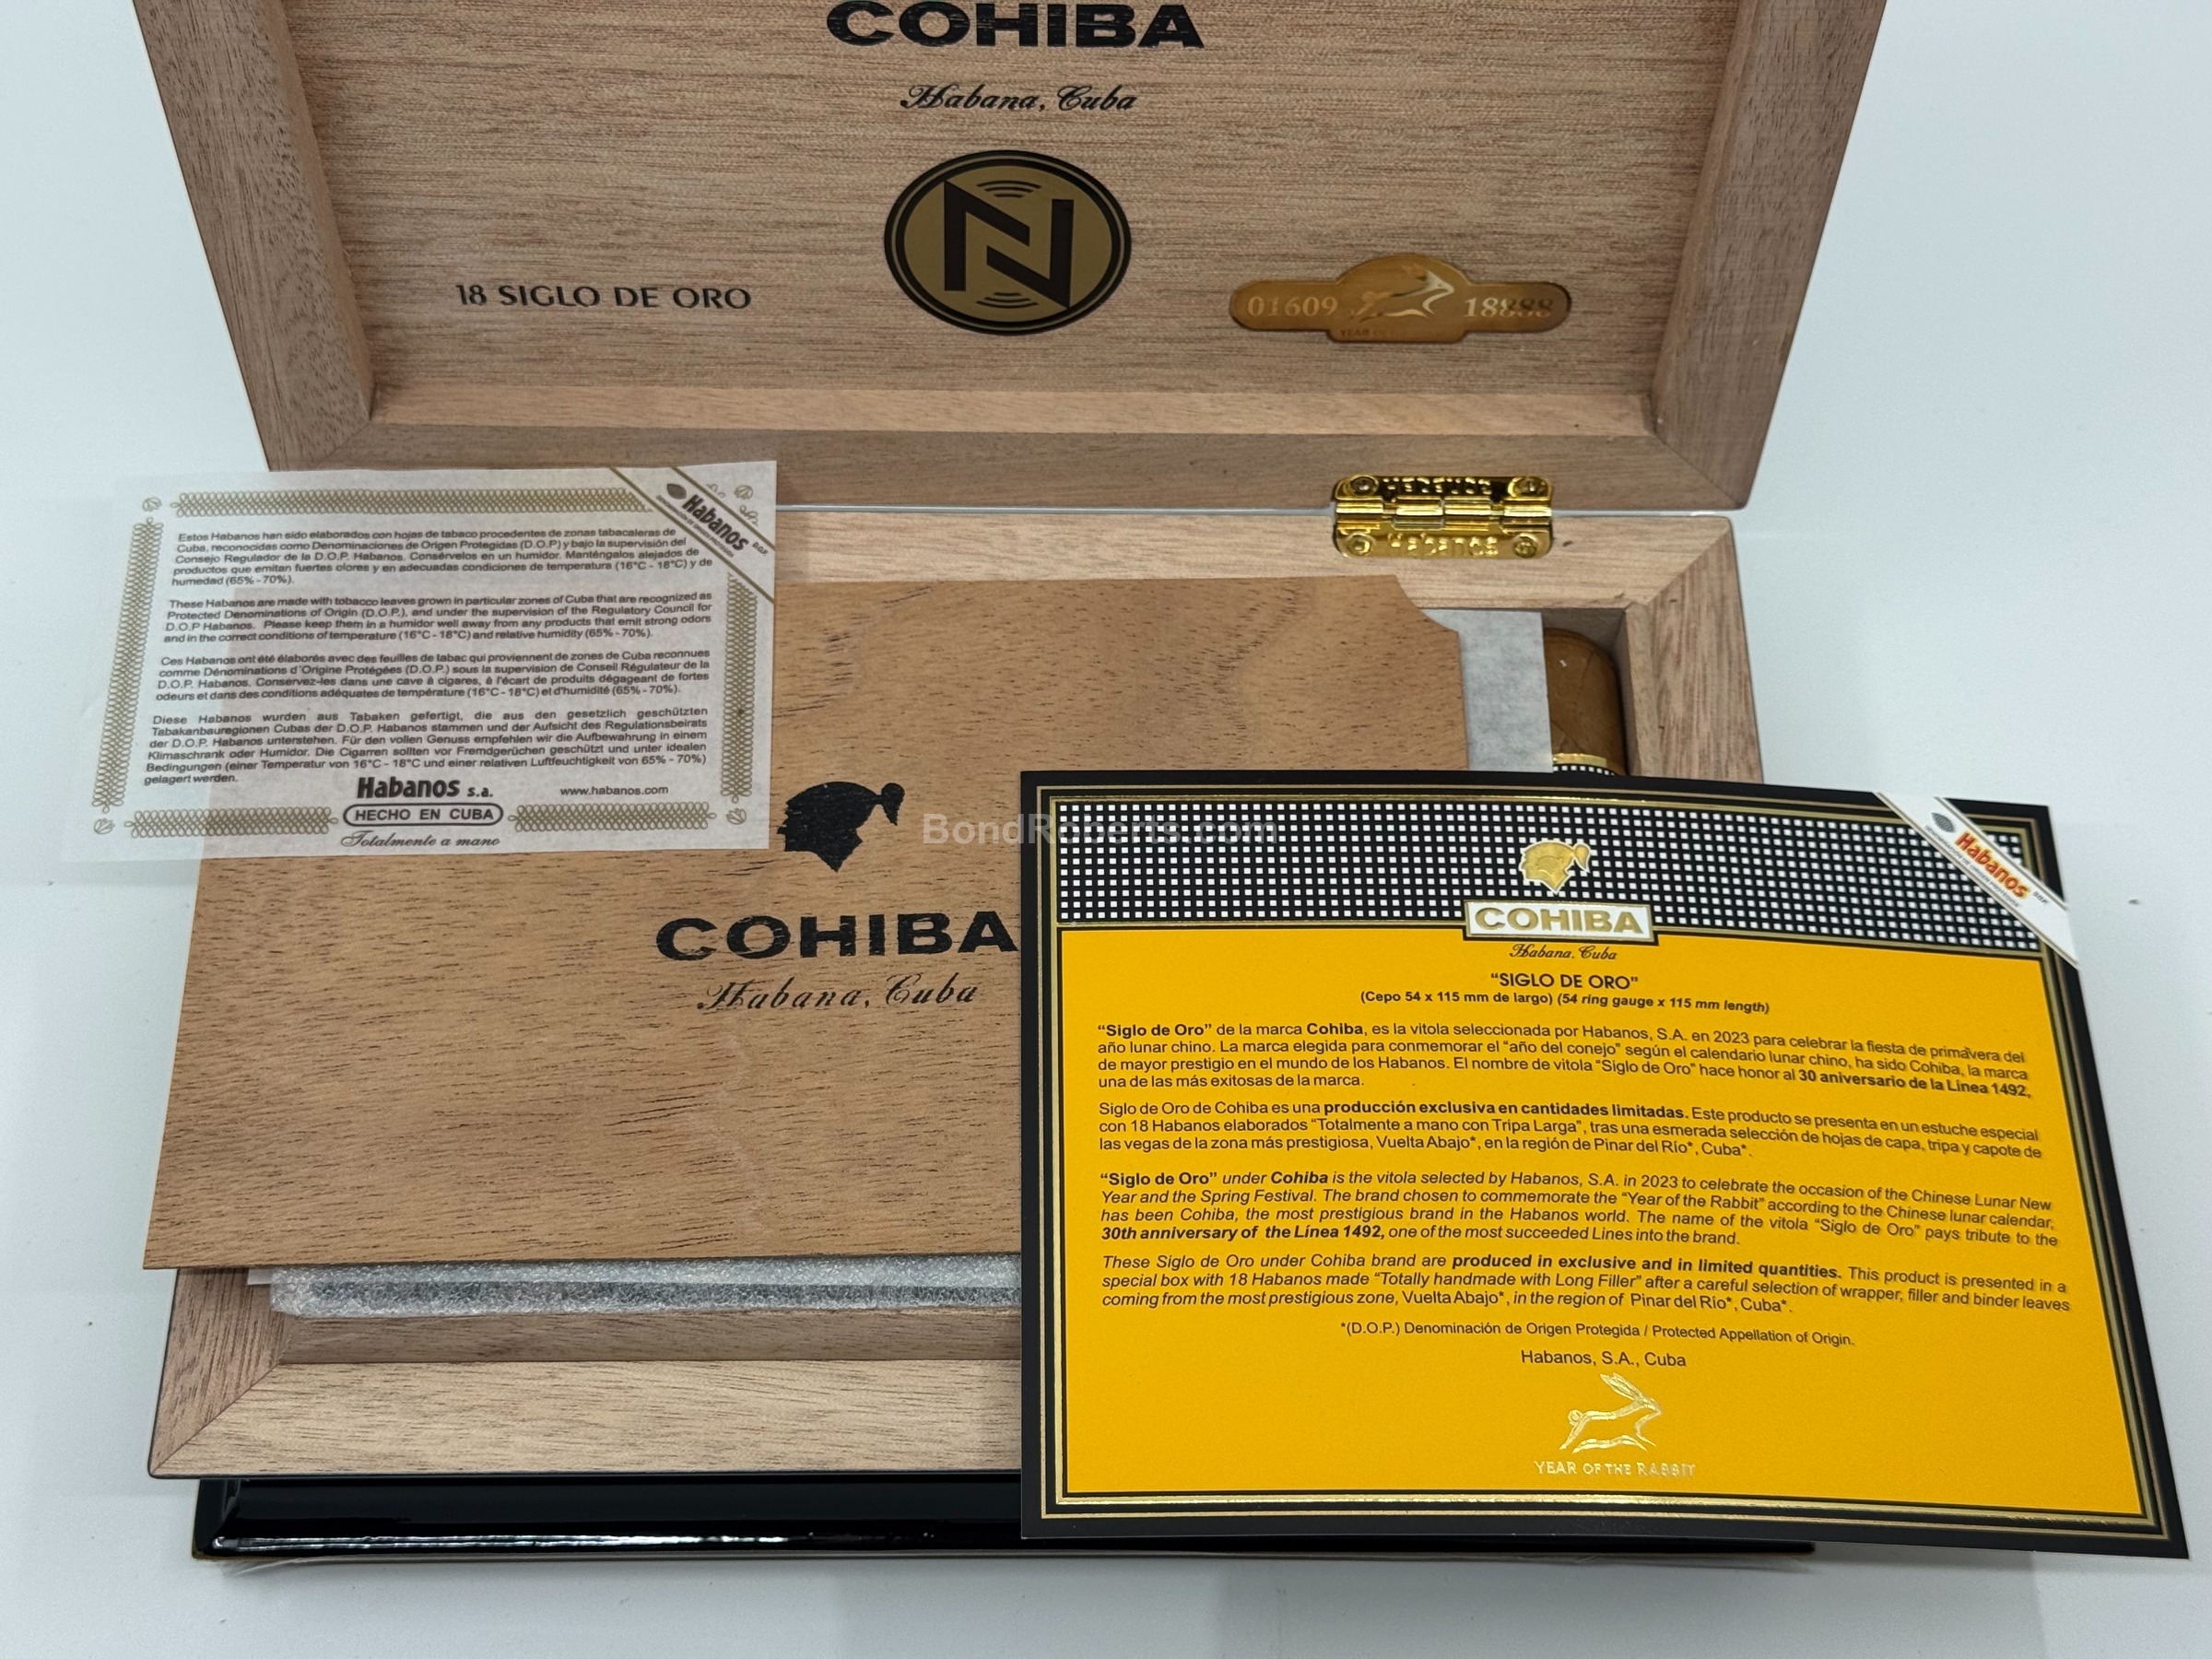 COHIBA
Habana, Cuba
N
18 SIGLO DE ORO
01609 18888
YEAR
Habanos
Habanos
D.O.P.
Estos Habanos han sido elaborados con hojas de tabaco procedentes de zonas tabacaleras de
Cuba, reconocidas como Denominaciones de Origen Protegidas (D.O.P) y bajo la supervisión del
Consejo Regulador de la D.O.P. Habanos. Consérvelos en un humidor. Manténgalos alejados de
productos que emitan fuertes olores y en adecuadas condiciones de temperatura (16°C - 18°C) y de
humedad (65% - 70%).
These Habanos are made with tobacco leaves grown in particular zones of Cuba that are recognized as
Protected Denominations of Origin (D.O.P.), and under the supervision of the Regulatory Council for
D.O.P Habanos. Please keep them in a humidor well away from any products that emit strong odors
and in the correct conditions of temperature (16°C - 18°C) and relative humidity (65% - 70%).
Ces Habanos ont été élaborés avec des feuilles de tabac qui proviennent de zones de Cuba reconnues
comme Dénominations d'Origine Protégées (D.O.P.) sous la supervision de Conseil Régulateur de la
D.O.P. Habanos. Conservez-les dans une cave à cigares, à l'écart de produits dégageant de fortes
odeurs et dans des conditions adéquates de température (16°C - 18°C) et d'humidité (65% - 70%).
Diese Habanos wurden aus Tabaken gefertigt, die aus den gesetzlich geschützten
Tabakanbauregionen Cubas der D.O.P. Habanos stammen und der Aufsicht des Regulationsbeirats
der D.O.P. Habanos unterstehen. Für den vollen Genuss empfehlen wir die Aufbewahrung in einem
Klimaschrank oder Humidor. Die Cigarren sollten vor Fremdgerüchen geschützt und unter idealen
Bedingungen (einer Temperatur von 16°C - 18°C und einer relativen Luftfeuchtigkeit von 65% - 70%)
gelagert werden.
Habanos s.a.
www.habanos.com
HECHO EN CUBA
Totalmente a mano
BondRoberts.com
COHIBA
Habana, Cuba
Habanos
D.O.P.
COHIBA
Habana, Cuba
“SIGLO DE ORO”
(Cepo 54 x 115 mm de largo) (54 ring gauge x 115 mm length)
“Siglo de Oro” de la marca Cohiba, es la vitola seleccionada por Habanos, S.A. en 2023 para celebrar la fiesta de primavera del
año lunar chino. La marca elegida para conmemorar el “año del conejo” según el calendario lunar chino, ha sido Cohiba, la marca
de mayor prestigio en el mundo de los Habanos. El nombre de vitola “Siglo de Oro” hace honor al 30 aniversario de la Línea 1492,
una de las más exitosas de la marca.
Siglo de Oro de Cohiba es una producción exclusiva en cantidades limitadas. Este producto se presenta en un estuche especial
con 18 Habanos elaborados “Totalmente a mano con Tripa Larga”, tras una esmerada selección de hojas de capa, tripa y capote de
las vegas de la zona más prestigiosa, Vuelta Abajo*, en la región de Pinar del Río*, Cuba*.
“Siglo de Oro” under Cohiba is the vitola selected by Habanos, S.A. in 2023 to celebrate the occasion of the Chinese Lunar New
Year and the Spring Festival. The brand chosen to commemorate the “Year of the Rabbit” according to the Chinese lunar calendar,
has been Cohiba, the most prestigious brand in the Habanos world. The name of the vitola “Siglo de Oro” pays tribute to the
30th anniversary of the Línea 1492, one of the most succeeded Lines into the brand.
These Siglo de Oro under Cohiba brand are produced in exclusive and in limited quantities. This product is presented in a
special box with 18 Habanos made “Totally handmade with Long Filler” after a careful selection of wrapper, filler and binder leaves
coming from the most prestigious zone, Vuelta Abajo*, in the region of Pinar del Río*, Cuba*.
*(D.O.P.) Denominación de Origen Protegida / Protected Appellation of Origin.
Habanos, S.A., Cuba
YEAR OF THE RABBIT